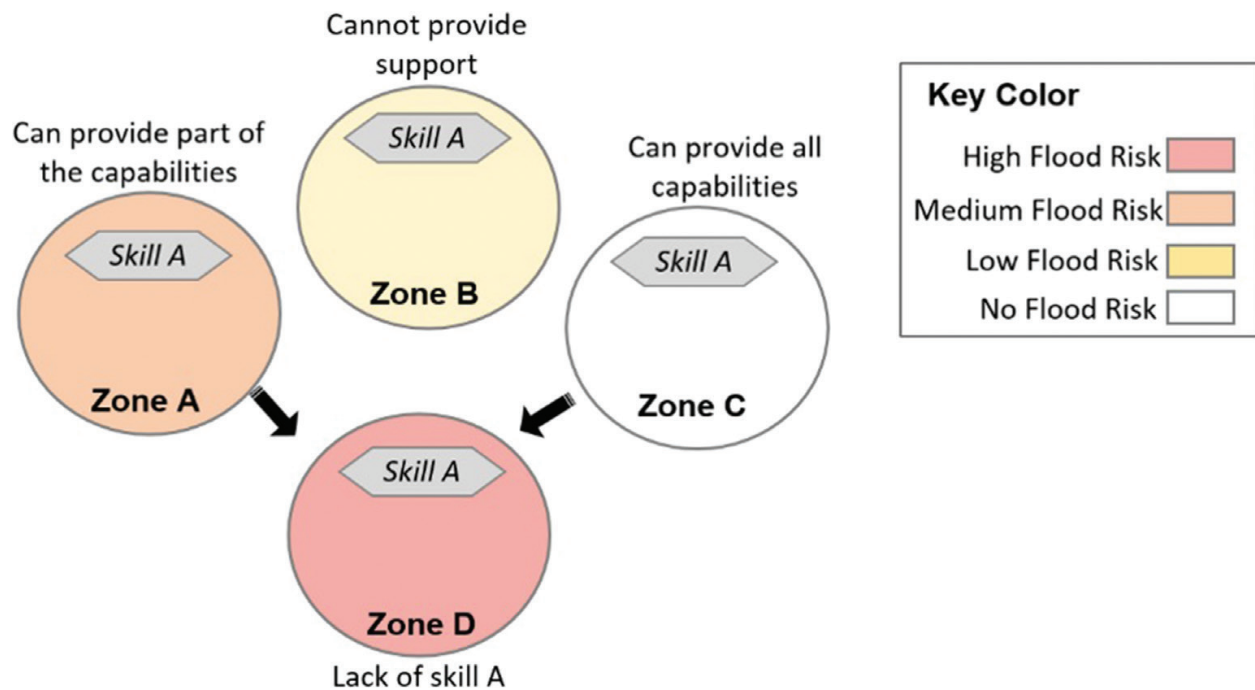 Cannot provide
support
Skill A
Zone B
Can provide part of
the capabilities
Skill A
Zone A
Can provide all
capabilities
Skill A
Zone C
Skill A
Zone D
Lack of skill A
Key Color
High Flood Risk
Medium Flood Risk
Low Flood Risk
No Flood Risk